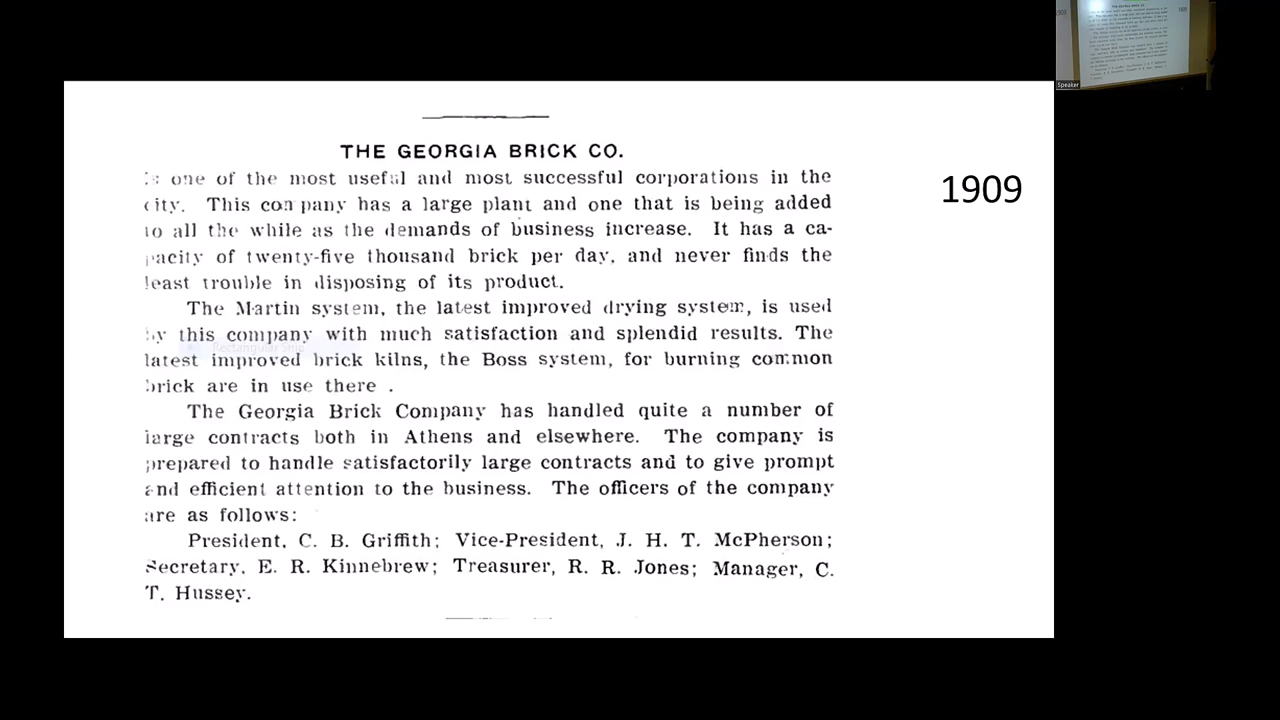 THE GEORGIA BRICK CO.
is one of the most useful and most successful corporations in the
city. This company has a large plant and one that is being added
to all the while as the demands of business increase. It has a ca-
pacity of twenty-five thousand brick per day, and never finds the
least trouble in disposing of its product.
The Martin system, the latest improved drying system, is used
by this company with much satisfaction and splendid results. The
latest improved brick kilns, the Boss system, for burning common
brick are in use there .
The Georgia Brick Company has handled quite a number of
large contracts both in Athens and elsewhere. The company is
prepared to handle satisfactorily large contracts and to give prompt
and efficient attention to the business. The officers of the company
are as follows:
President, C. B. Griffith; Vice-President, J. H. T. McPherson;
Secretary, E. R. Kinnebrew; Treasurer, R. R. Jones; Manager, C.
T. Hussey.
1909
Rectangular Snip
1909
Speaker